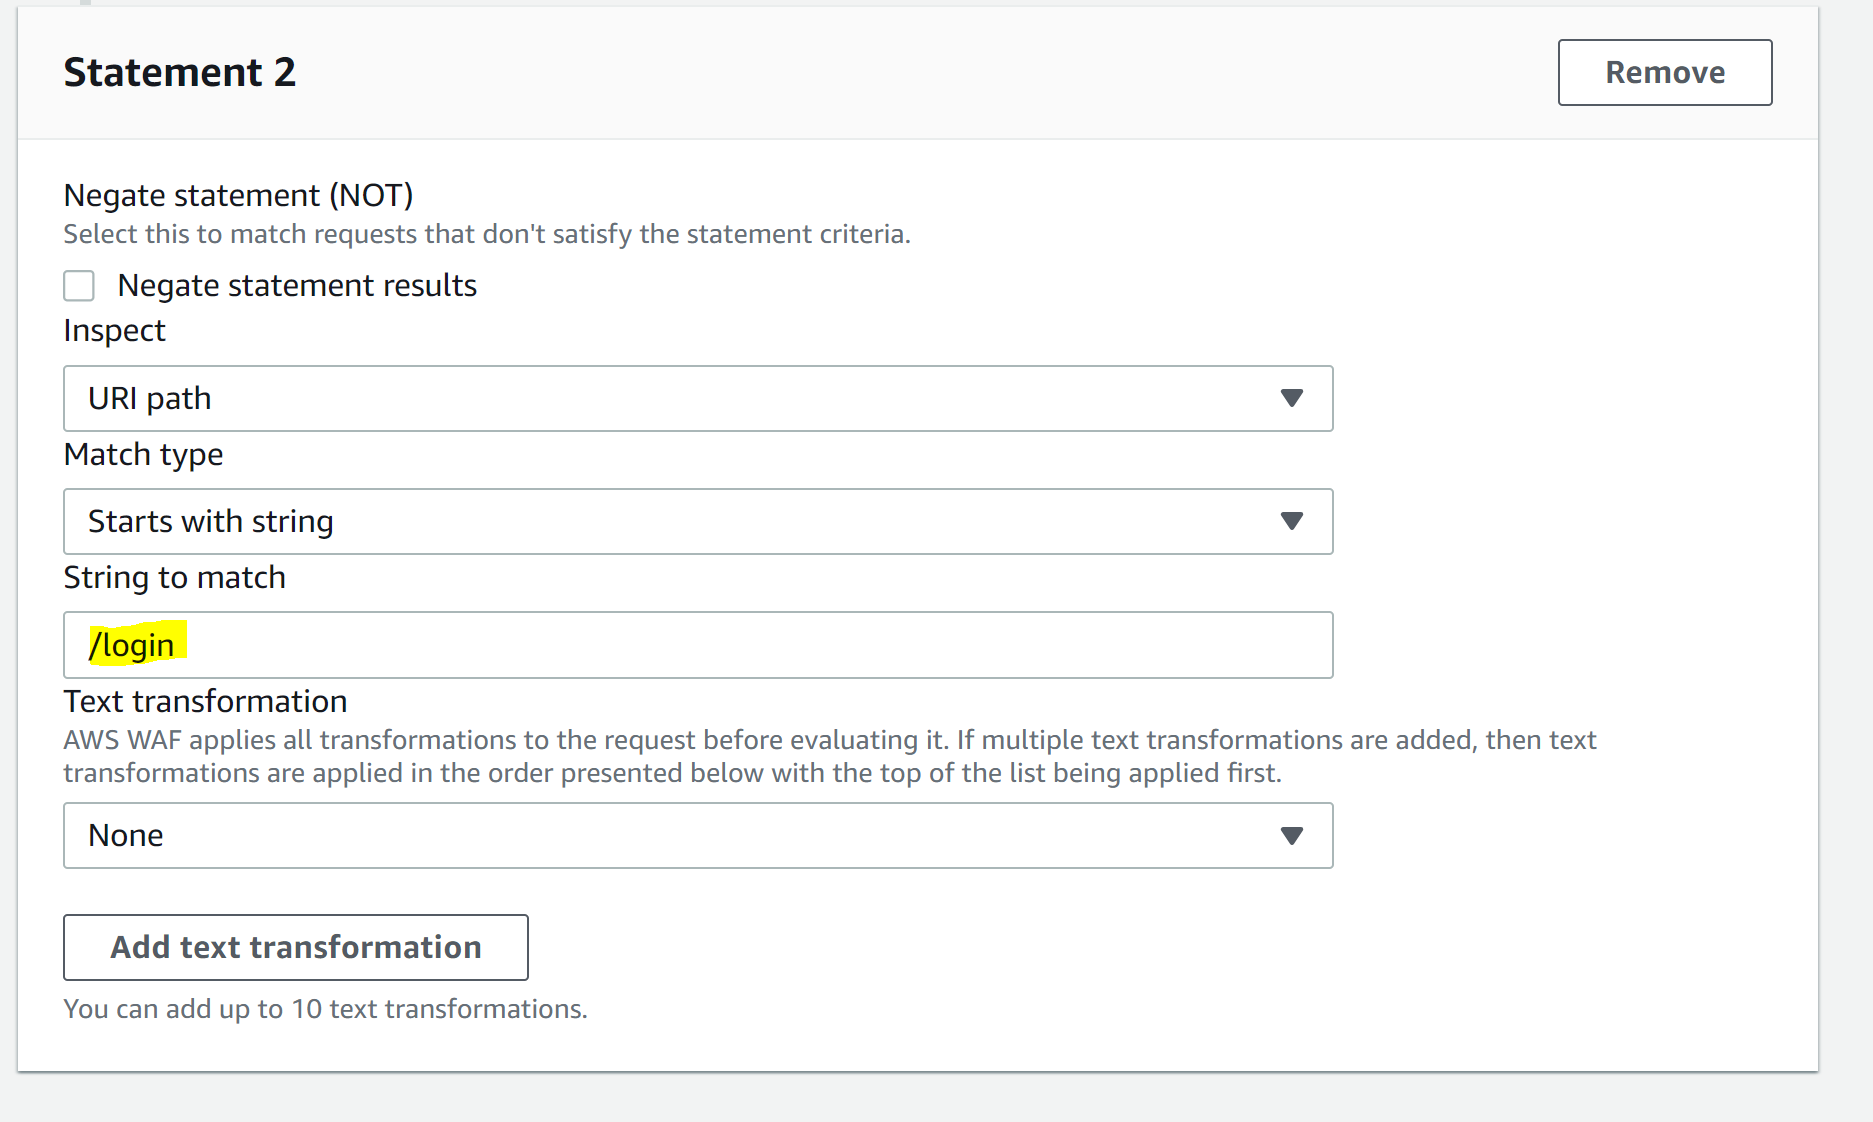 Statement 2
Remove
Negate statement (NOT)
Select this to match requests that don't satisfy the statement criteria.
Negate statement results
Inspect
URI path
Match type
Starts with string
String to match
/login
Text transformation
AWS WAF applies all transformations to the request before evaluating it. If multiple text transformations are added, then text
transformations are applied in the order presented below with the top of the list being applied first.
None
Add text transformation
You can add up to 10 text transformations.